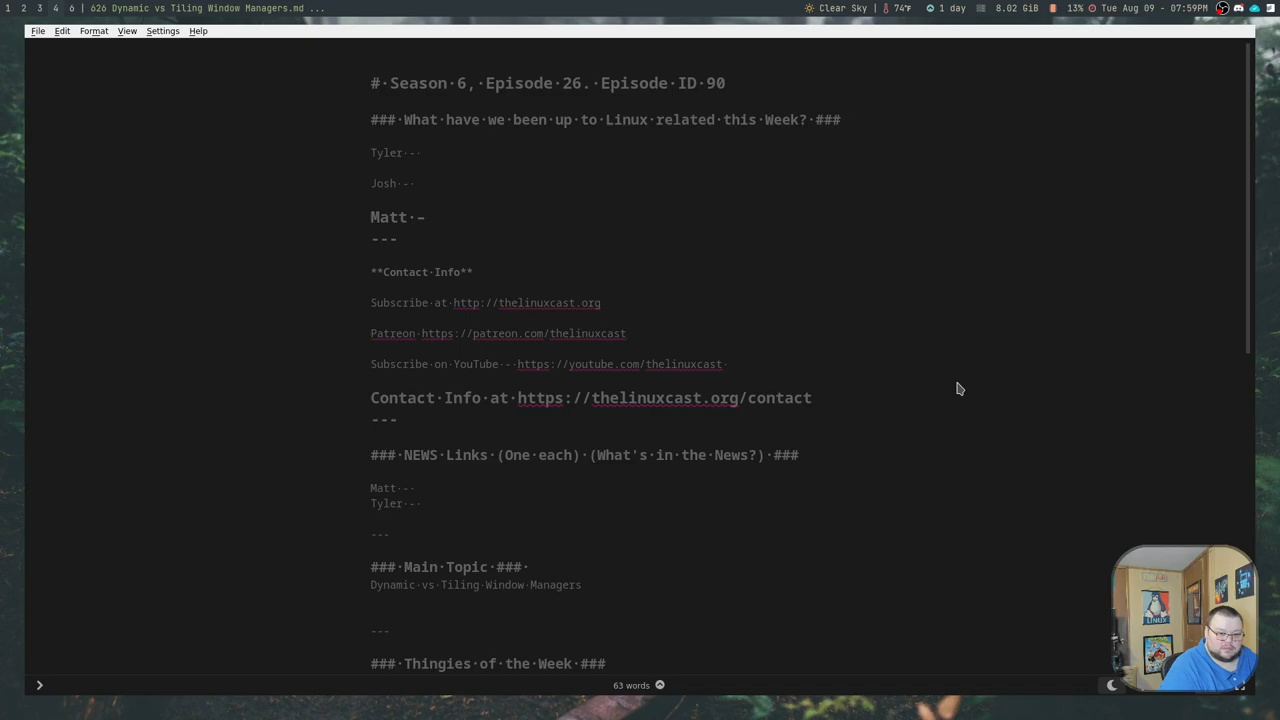 1 2 3 4 6 | 626 Dynamic vs Tiling Window Managers.md ... Clear Sky | 74°F 1 day 8.02 GiB 13% Tue Aug 09 - 07:59PM
File Edit Format View Settings Help
#·Season·6,·Episode·26.·Episode·ID·90
###·What·have·we·been·up·to·Linux·related·this·Week?·###
Tyler·-·
Josh·-·
Matt·-
---
**Contact·Info**
Subscribe·at·http://thelinuxcast.org
Patreon·https://patreon.com/thelinuxcast
Subscribe·on·YouTube·-·https://youtube.com/thelinuxcast·
Contact·Info·at·https://thelinuxcast.org/contact
---
###·NEWS·Links·(One·each)·(What's·in·the·News?)·###
Matt·-·
Tyler·-·
---
###·Main·Topic·###·
Dynamic·vs·Tiling·Window·Managers
---
###·Thingies·of·the·Week·###
63 words
LINUX